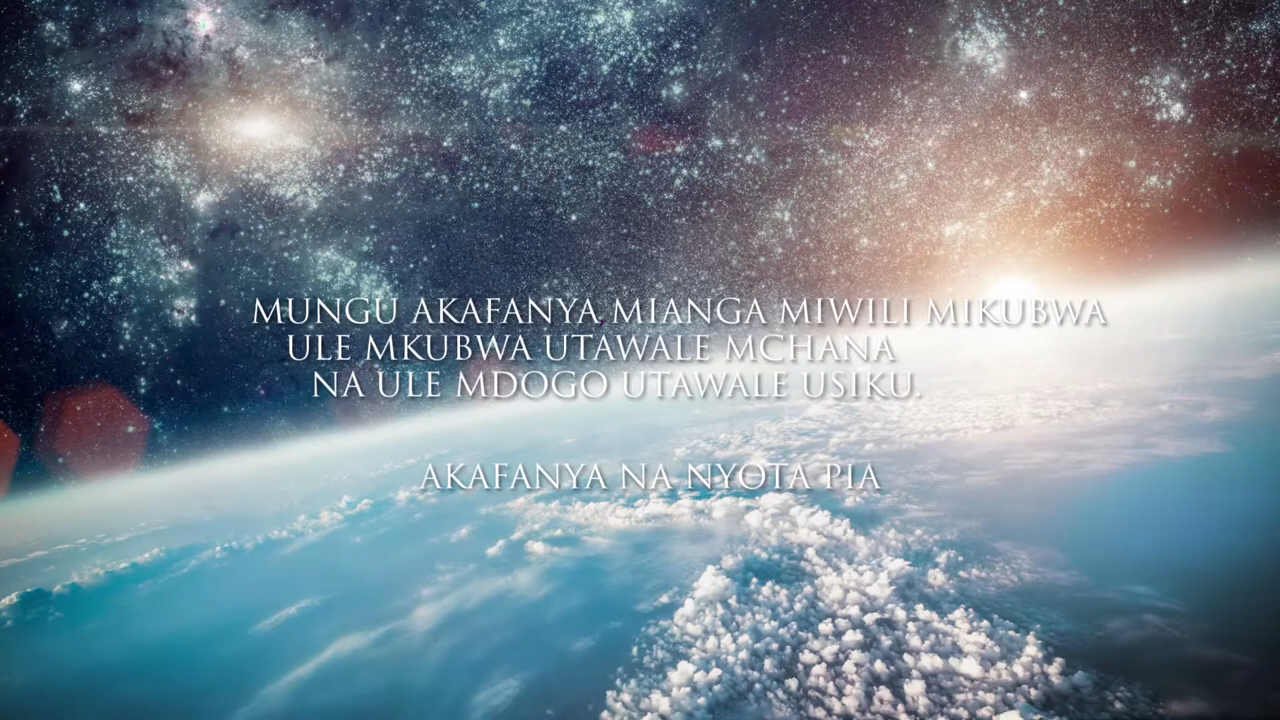 MUNGU AKAFANYA MIANGA MIWILI MIKUBWA
ULE MKUBWA UTAWALE MCHANA
NA ULE MDOGO UTAWALE USIKU.
AKAFANYA NA NYOTA PIA